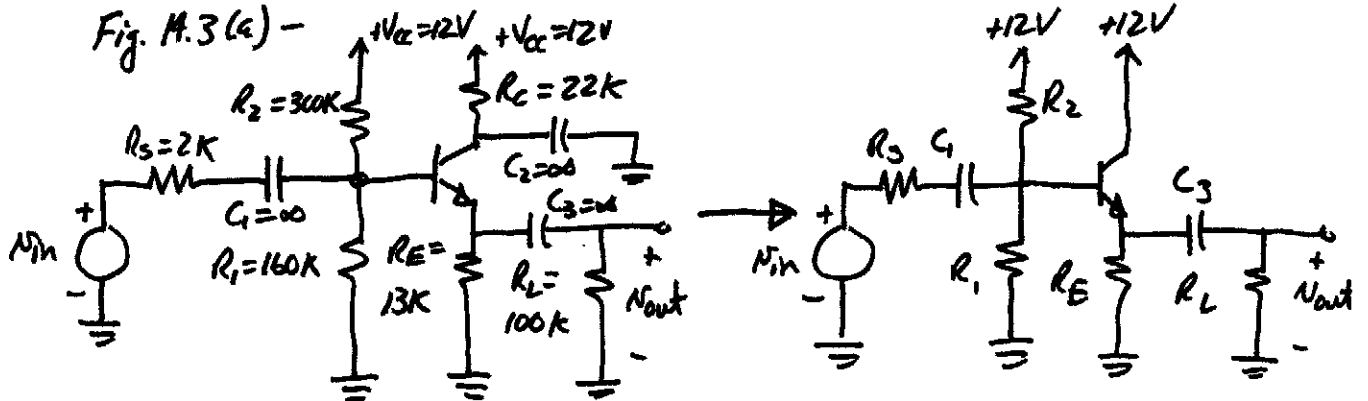 Fig. 14.3(a) -
+Vcc=12V
+Vcc=12V
R2=300K
RC=22K
RS=2K
C2=∞
C1=∞
C3=∞
+
vin
-
R1=160K
RE=
13K
RL=
100K
+
vout
-
+12V
+12V
R2
RS
C1
C3
+
vin
-
R1
RE
RL
+
vout
-